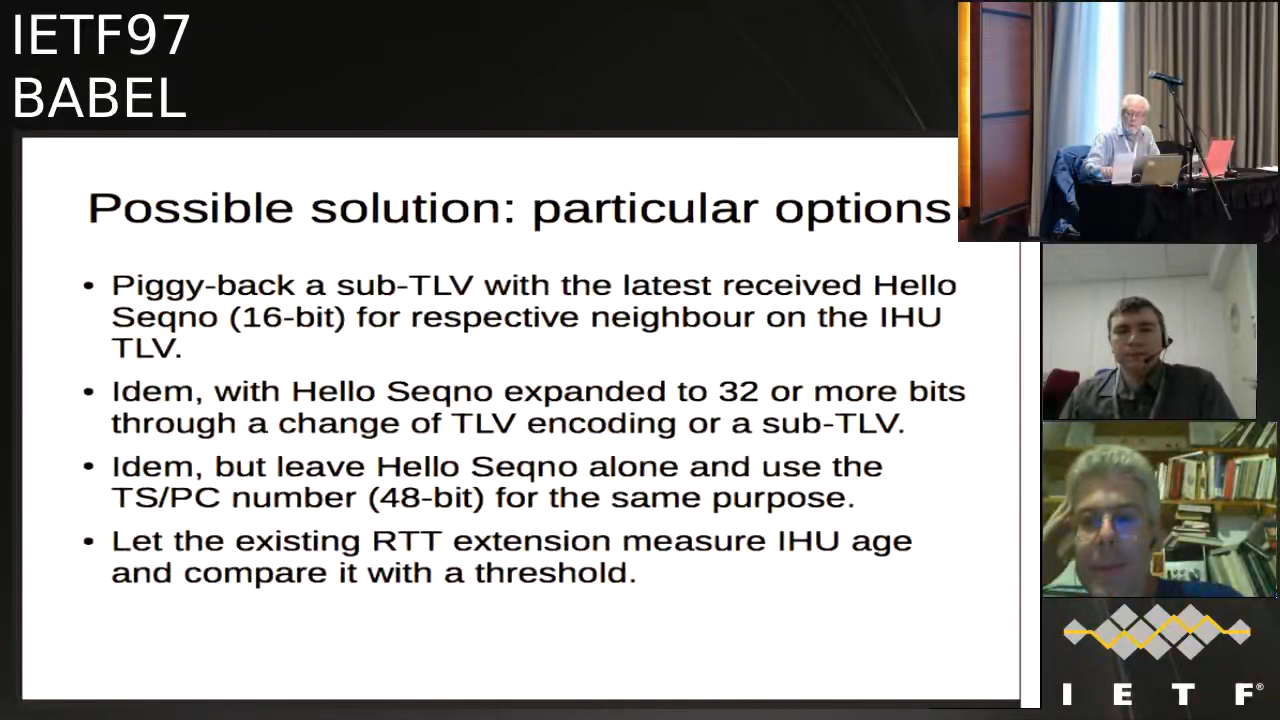 IETF97
BABEL
Possible solution: particular options
• Piggy-back a sub-TLV with the latest received Hello
Seqno (16-bit) for respective neighbour on the IHU
TLV.
• Idem, with Hello Seqno expanded to 32 or more bits
through a change of TLV encoding or a sub-TLV.
• Idem, but leave Hello Seqno alone and use the
TS/PC number (48-bit) for the same purpose.
• Let the existing RTT extension measure IHU age
and compare it with a threshold.
I E T F®